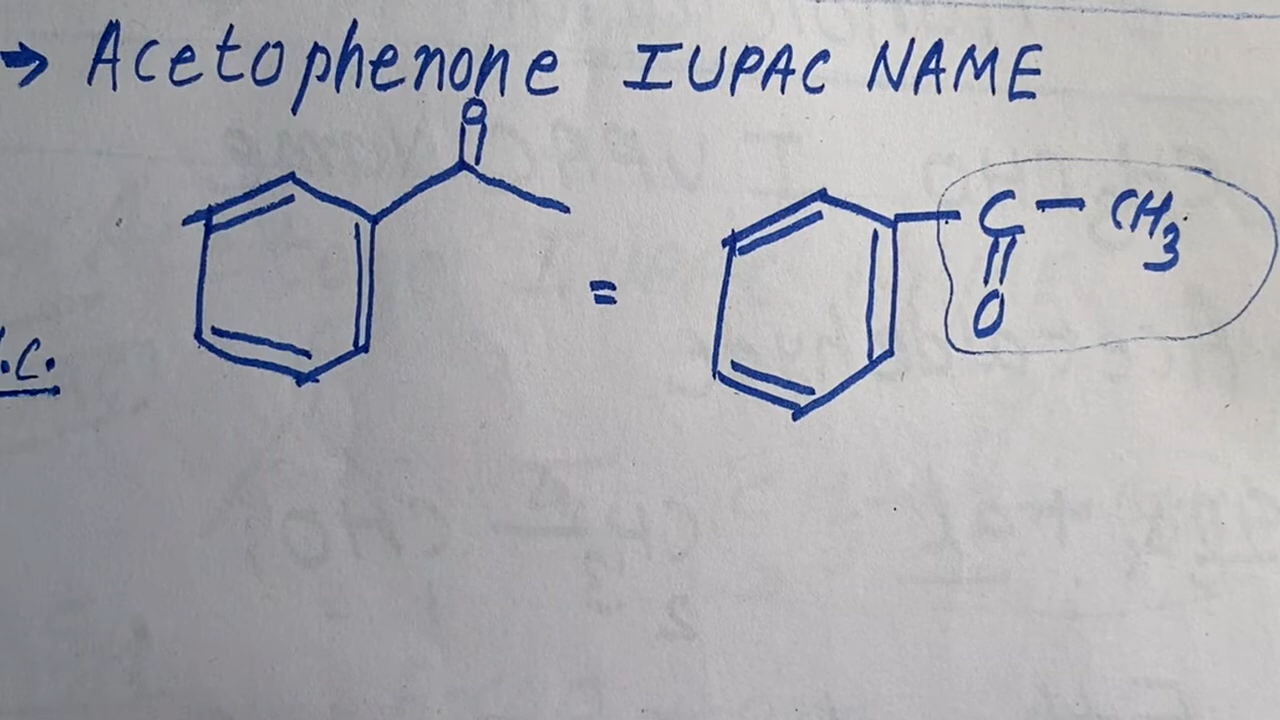 → Acetophenone IUPAC NAME
O
C - CH3
=
O
.C.